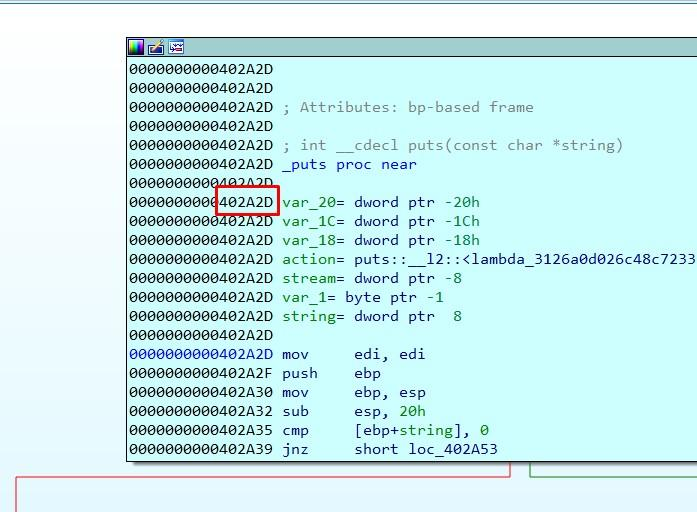 0000000000402A2D
0000000000402A2D
0000000000402A2D ; Attributes: bp-based frame
0000000000402A2D
0000000000402A2D ; int __cdecl puts(const char *string)
0000000000402A2D _puts proc near
0000000000402A2D
0000000000402A2D var_20= dword ptr -20h
0000000000402A2D var_1C= dword ptr -1Ch
0000000000402A2D var_18= dword ptr -18h
0000000000402A2D action= puts::__l2::<lambda_3126a0d026c48c7233
0000000000402A2D stream= dword ptr -8
0000000000402A2D var_1= byte ptr -1
0000000000402A2D string= dword ptr  8
0000000000402A2D
0000000000402A2D mov     edi, edi
0000000000402A2F push    ebp
0000000000402A30 mov     ebp, esp
0000000000402A32 sub     esp, 20h
0000000000402A35 cmp     [ebp+string], 0
0000000000402A39 jnz     short loc_402A53